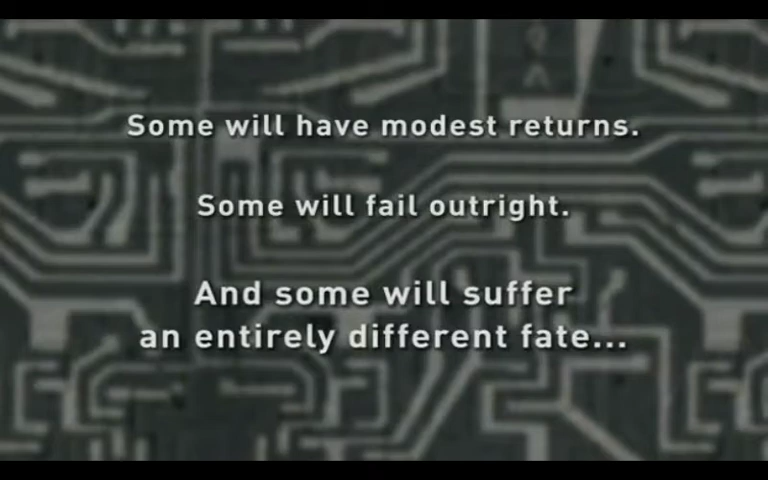 Some will have modest returns.
Some will fail outright.
And some will suffer
an entirely different fate...